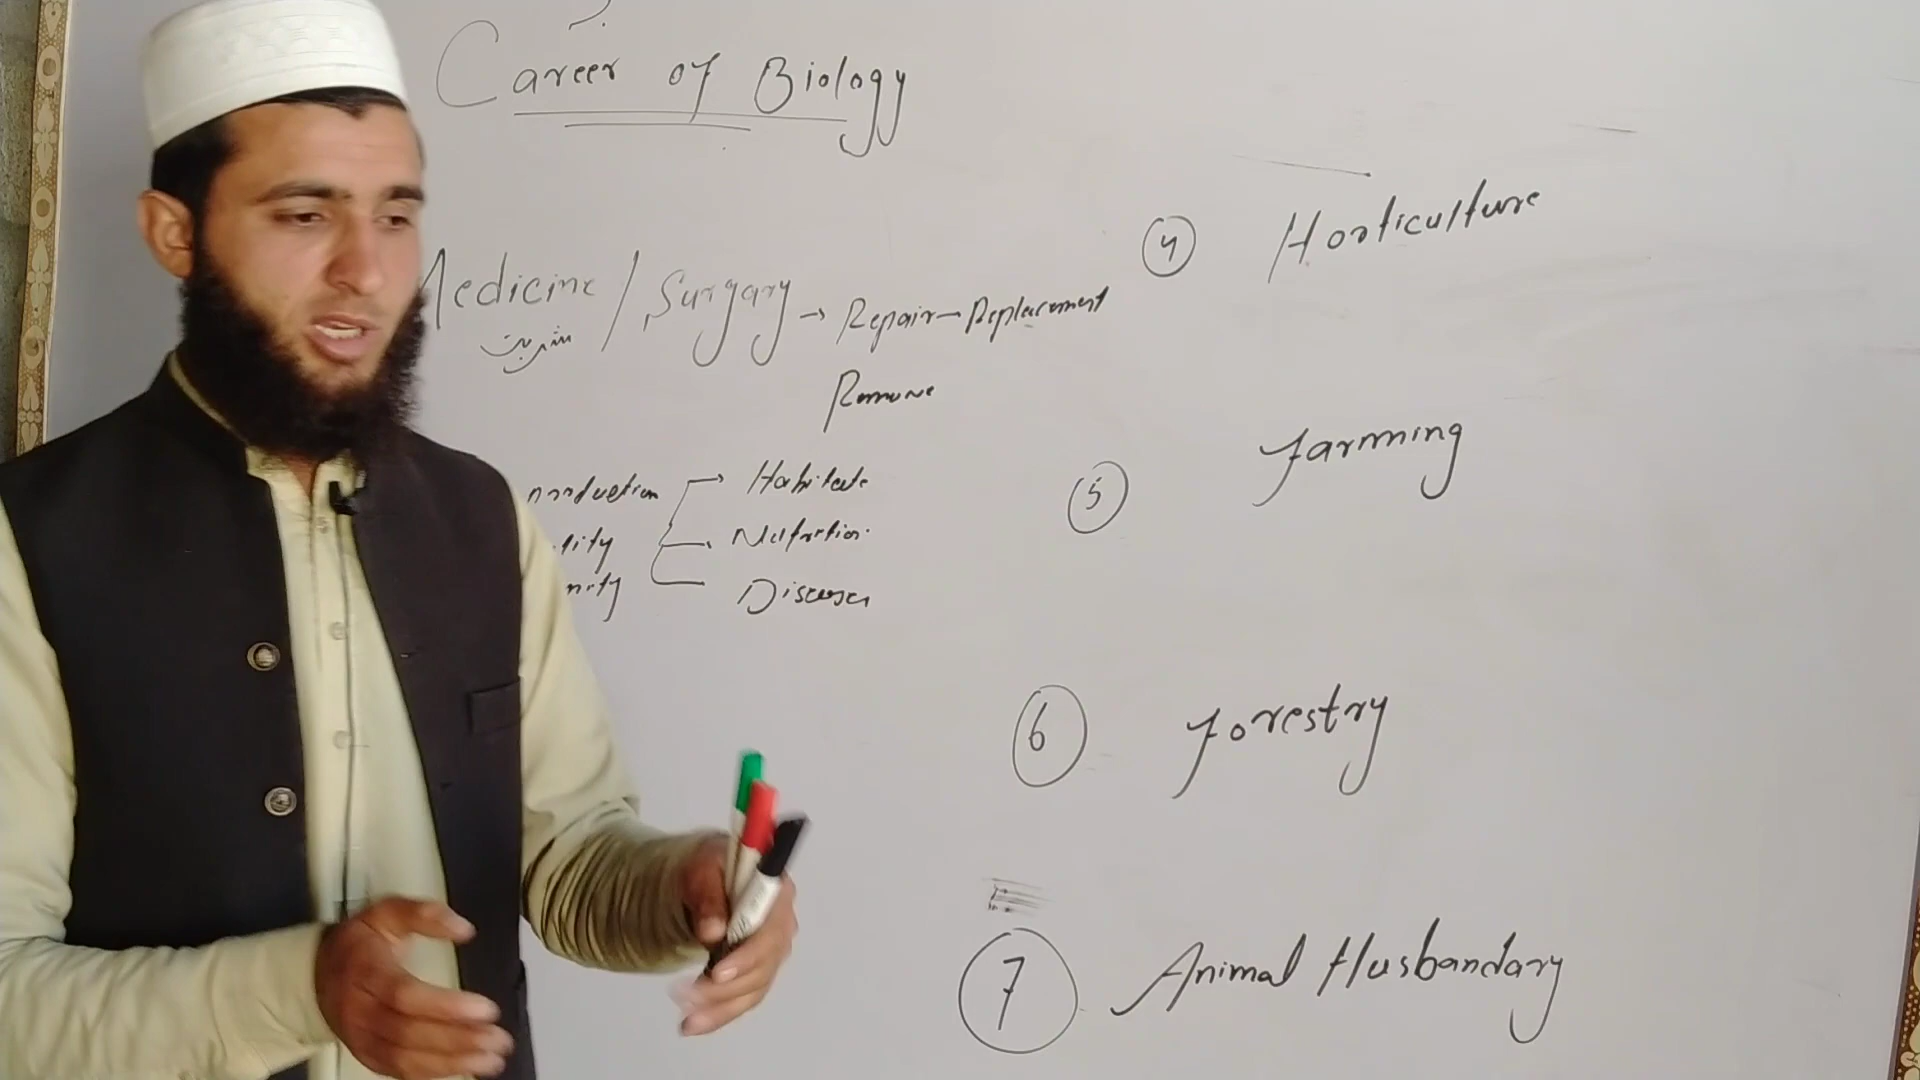 Career of Biology
Medicine / Surgary → Repair – Replacement
Remove
Habitate
Nutrition
Diseases
4 Horticulture
5 Farming
6 Forestry
7 Animal Husbandary